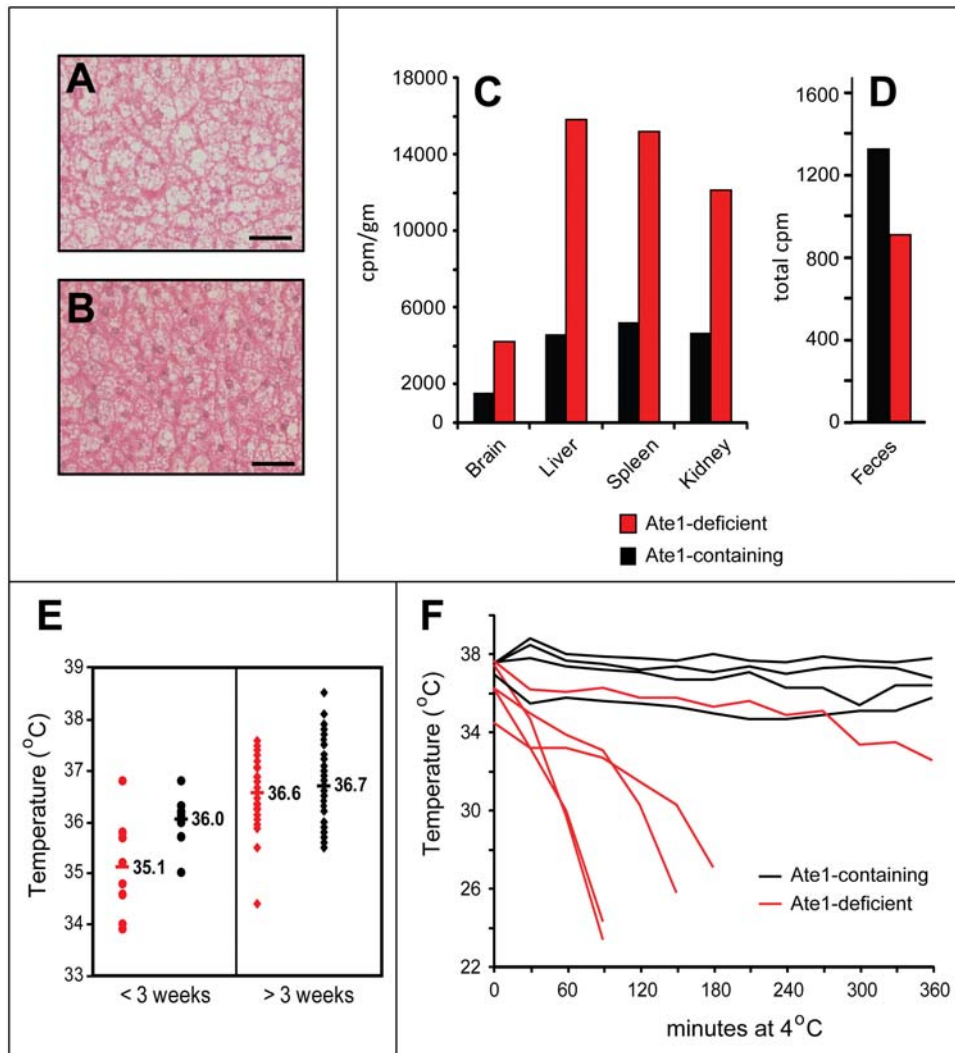 A
B
C
18000
14000
10000
6000
2000
0
cpm/gm
Brain
Liver
Spleen
Kidney
D
1600
1200
800
400
0
total cpm
Feces
Ate1-deficient
Ate1-containing
E
39
38
37
36
35
34
33
Temperature (°C)
35.1
36.0
36.6
36.7
< 3 weeks
> 3 weeks
F
38
34
30
26
22
Temperature (°C)
0 60 120 180 240 300 360
minutes at 4°C
Ate1-containing
Ate1-deficient